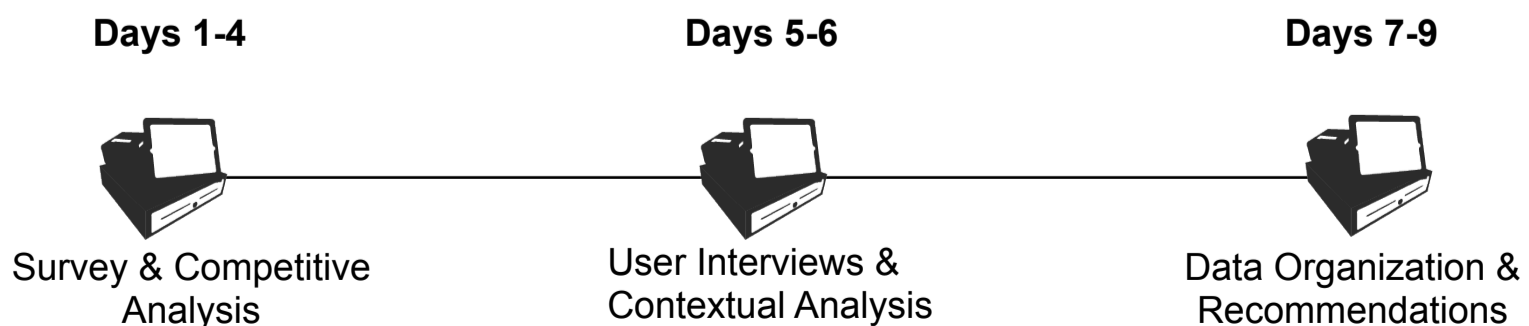 Days 1-4
Days 5-6
Days 7-9
Survey & Competitive
Analysis
User Interviews &
Contextual Analysis
Data Organization &
Recommendations